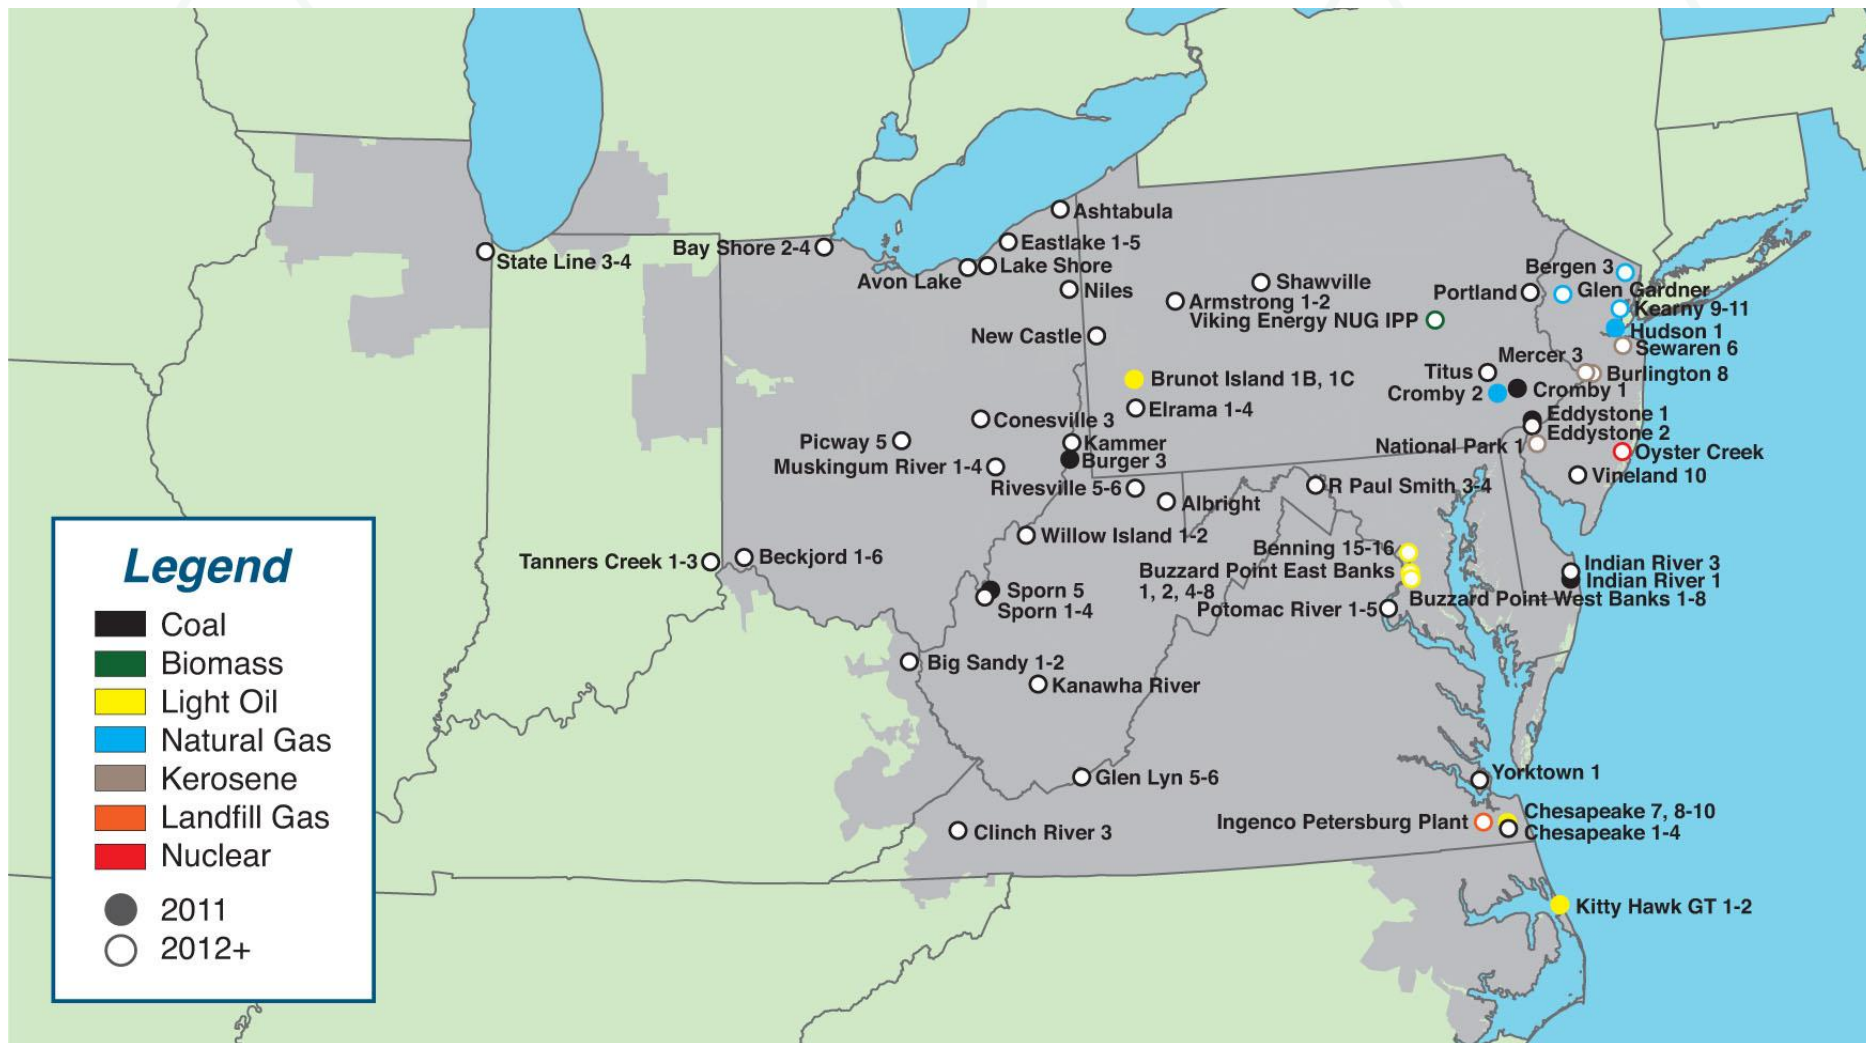 Ashtabula
Eastlake 1-5
Bay Shore 2-4
State Line 3-4
Lake Shore
Avon Lake
Niles
Shawville
Armstrong 1-2
Viking Energy NUG IPP
Portland
Bergen 3
Glen Gardner
Kearny 9-11
Hudson 1
Sewaren 6
New Castle
Mercer 3
Titus
Burlington 8
Brunot Island 1B, 1C
Cromby 2
Cromby 1
Elrama 1-4
Conesville 3
Eddystone 1
Eddystone 2
Picway 5
Kammer
National Park 1
Oyster Creek
Burger 3
Muskingum River 1-4
Vineland 10
Rivesville 5-6
R Paul Smith 3-4
Albright
Willow Island 1-2
Benning 15-16
Tanners Creek 1-3
Beckjord 1-6
Buzzard Point East Banks
1, 2, 4-8
Indian River 3
Indian River 1
Sporn 5
Sporn 1-4
Buzzard Point West Banks 1-8
Potomac River 1-5
Big Sandy 1-2
Kanawha River
Glen Lyn 5-6
Yorktown 1
Clinch River 3
Ingenco Petersburg Plant
Chesapeake 7, 8-10
Chesapeake 1-4
Kitty Hawk GT 1-2
Legend
Coal
Biomass
Light Oil
Natural Gas
Kerosene
Landfill Gas
Nuclear
2011
2012+